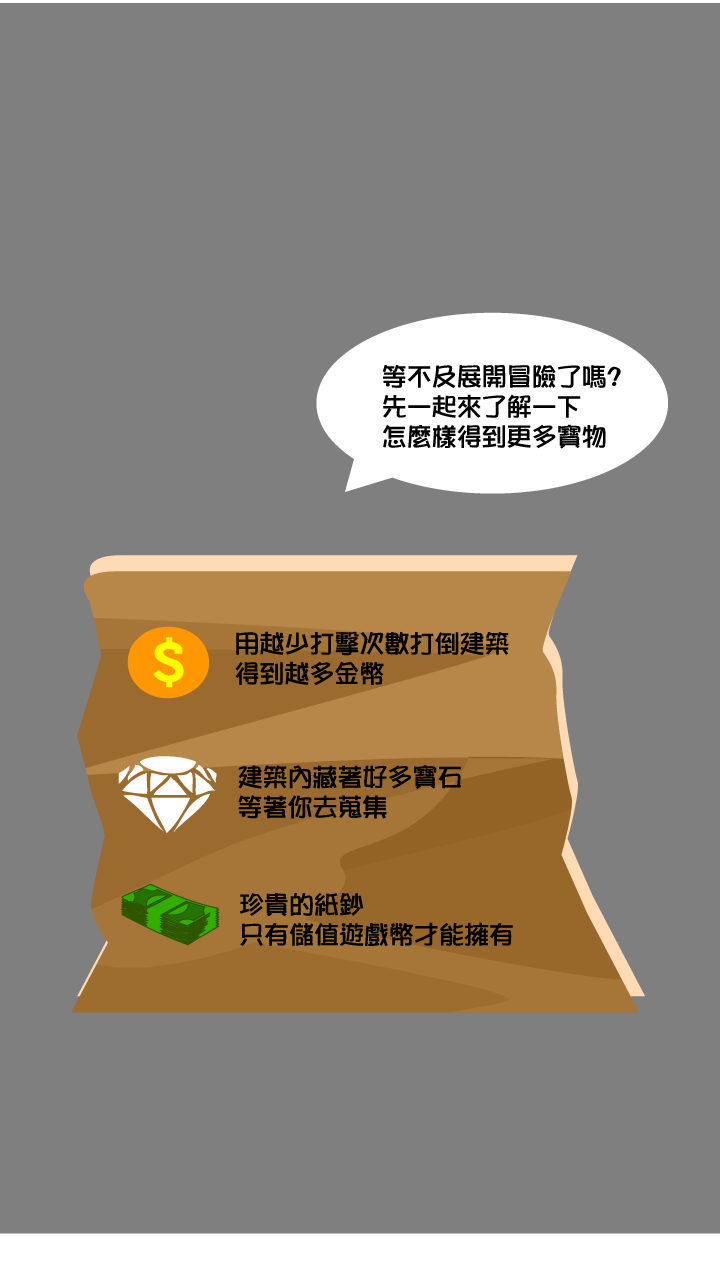 等不及展開冒險了嗎?
先一起來了解一下
怎麼樣得到更多寶物
$
用越少打擊次數打倒建築
得到越多金幣
建築內藏著好多寶石
等著你去蒐集
珍貴的紙鈔
只有儲值遊戲幣才能擁有